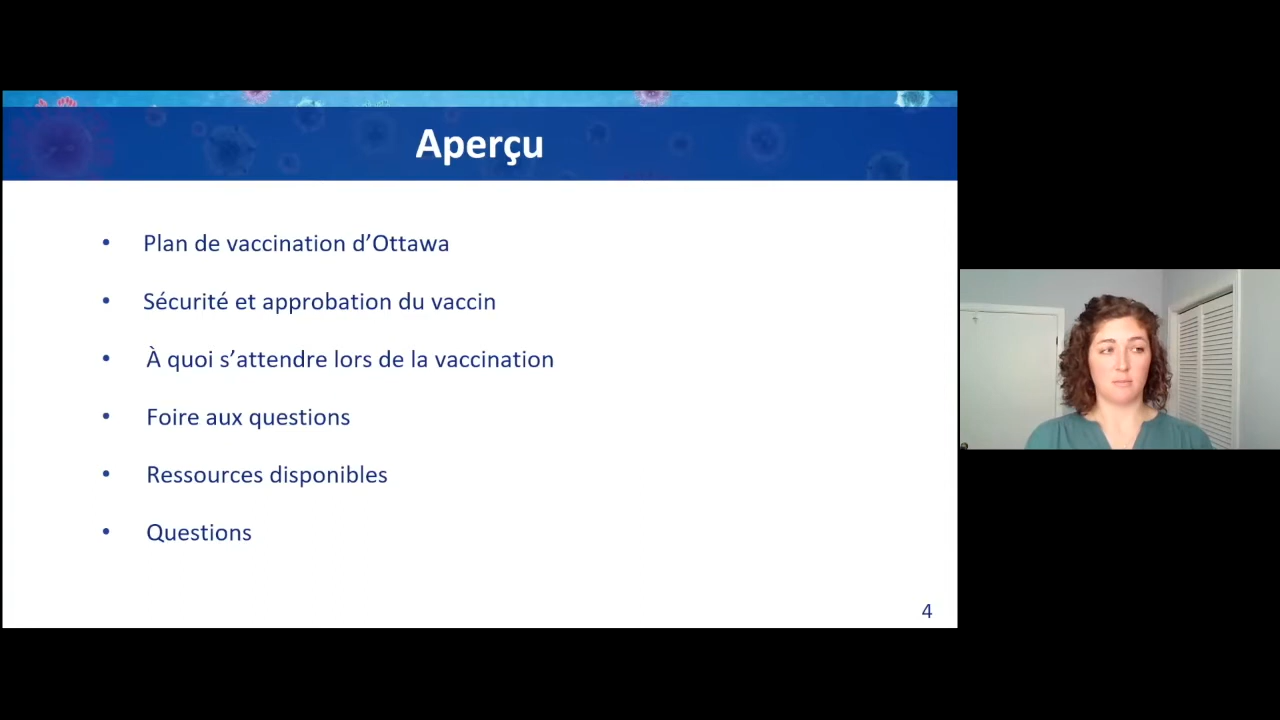 Aperçu
• Plan de vaccination d’Ottawa
• Sécurité et approbation du vaccin
• À quoi s’attendre lors de la vaccination
• Foire aux questions
• Ressources disponibles
• Questions
4